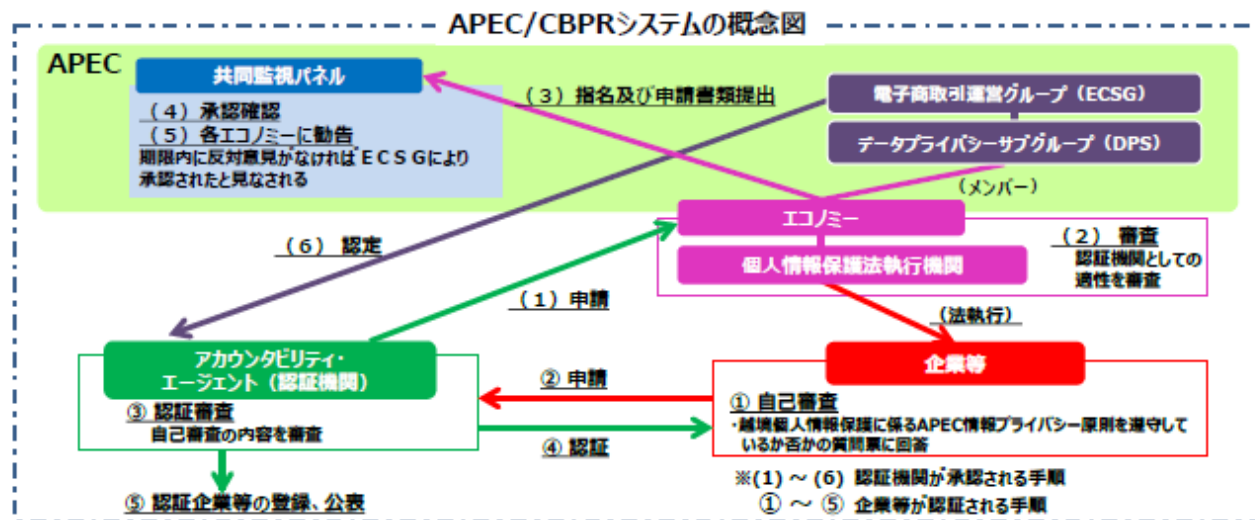 APEC/CBPRシステムの概念図
APEC
共同監視パネル
(4) 承認確認
(5) 各エコノミーに勧告
期限内に反対意見がなければECSGにより
承認されたと見なされる
(3) 指名及び申請書類提出
電子商取引運営グループ(ECSG)
データプライバシーサブグループ(DPS)
(メンバー)
エコノミー
個人情報保護法執行機関
(2) 審査
認証機関としての
適性を審査
(6) 認定
(1) 申請
(法執行)
アカウンタビリティ・
エージェント(認証機関)
③ 認証審査
自己審査の内容を審査
② 申請
④ 認証
企業等
① 自己審査
・越境個人情報保護に係るAPEC情報プライバシー原則を遵守して
いるか否かの質問票に回答
⑤ 認証企業等の登録、公表
※(1) ~ (6) 認証機関が承認される手順
① ~ ⑤ 企業等が認証される手順